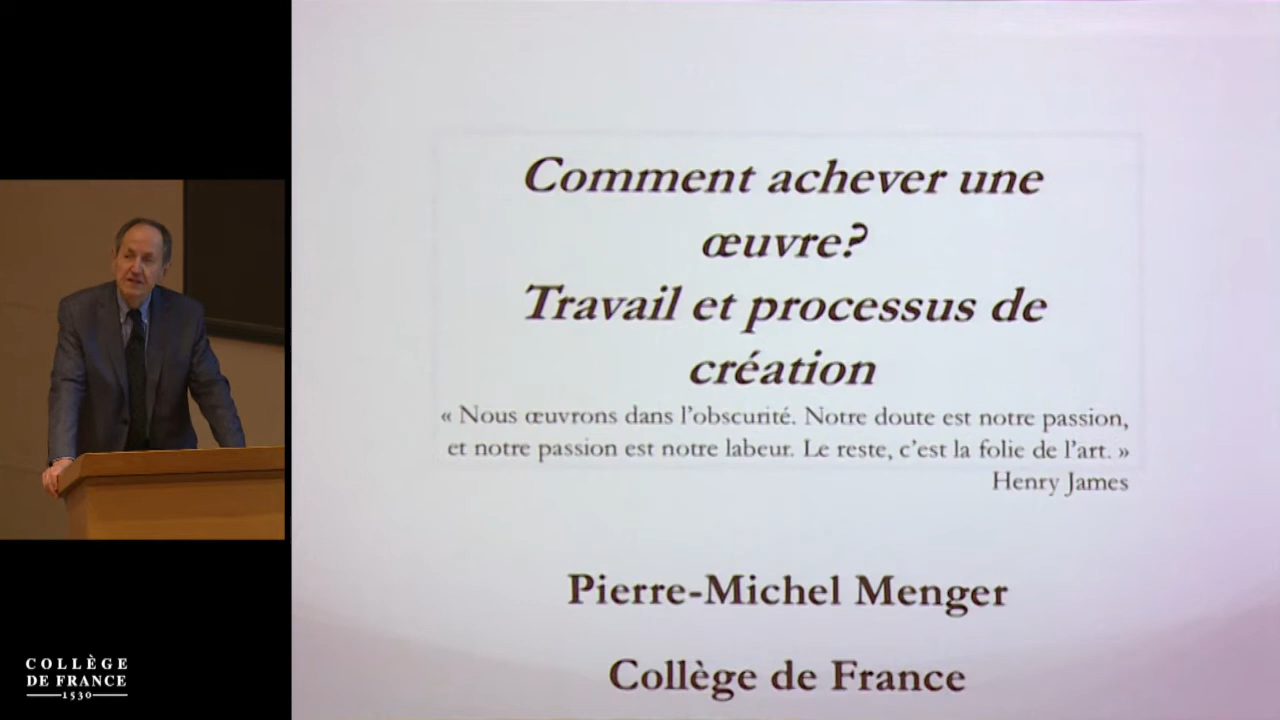 Comment achever une
œuvre?
Travail et processus de
création
« Nous œuvrons dans l’obscurité. Notre doute est notre passion,
et notre passion est notre labeur. Le reste, c’est la folie de l’art. »
Henry James
Pierre-Michel Menger
Collège de France
COLLÈGE
DE FRANCE
1530